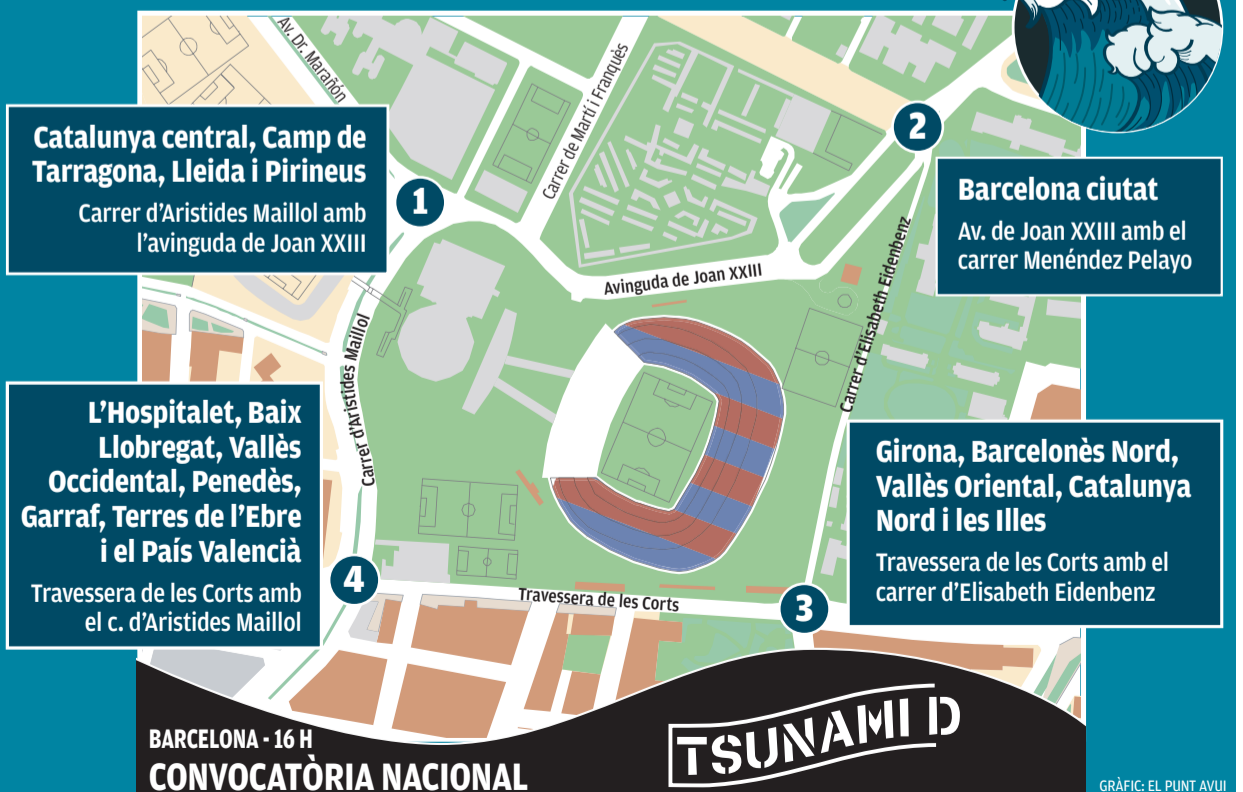 Av. Dr. Marañón
Carrer de Martí i Franquès
Catalunya central, Camp de
Tarragona, Lleida i Pirineus
Carrer d'Aristides Maillol amb
l'avinguda de Joan XXIII
1
2
Barcelona ciutat
Av. de Joan XXIII amb el
carrer Menéndez Pelayo
Avinguda de Joan XXIII
Carrer d'Elisabeth Eidenbenz
Carrer d'Aristides Maillol
L'Hospitalet, Baix
Llobregat, Vallès
Occidental, Penedès,
Garraf, Terres de l'Ebre
i el País Valencià
Travessera de les Corts amb
el c. d'Aristides Maillol
4
Girona, Barcelonès Nord,
Vallès Oriental, Catalunya
Nord i les Illes
Travessera de les Corts amb el
carrer d'Elisabeth Eidenbenz
3
Travessera de les Corts
BARCELONA - 16 H
CONVOCATÒRIA NACIONAL
TSUNAMI D
GRÀFIC: EL PUNT AVUI